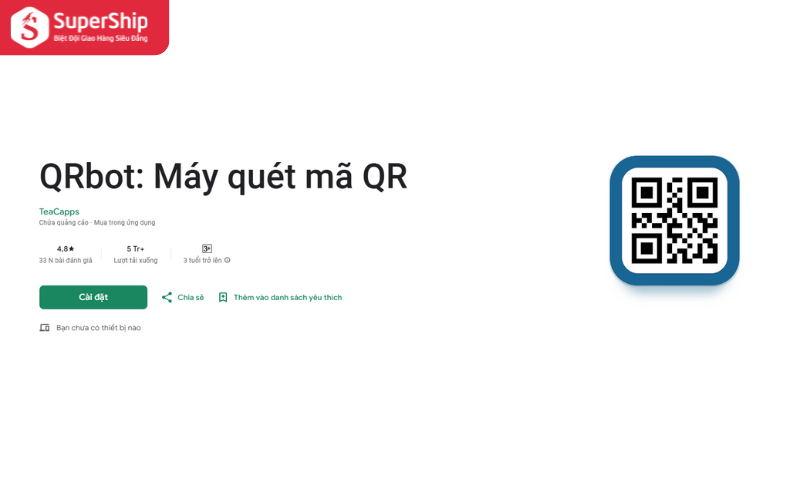 SuperShip
Biệt Đội Giao Hàng Siêu Đẳng
QRbot: Máy quét mã QR
TeaCapps
Chứa quảng cáo · Mua trong ứng dụng
4,8★
33 N bài đánh giá
5 Tr+
Lượt tải xuống
3+
3 tuổi trở lên
Cài đặt
Chia sẻ
Thêm vào danh sách yêu thích
Bạn chưa có thiết bị nào